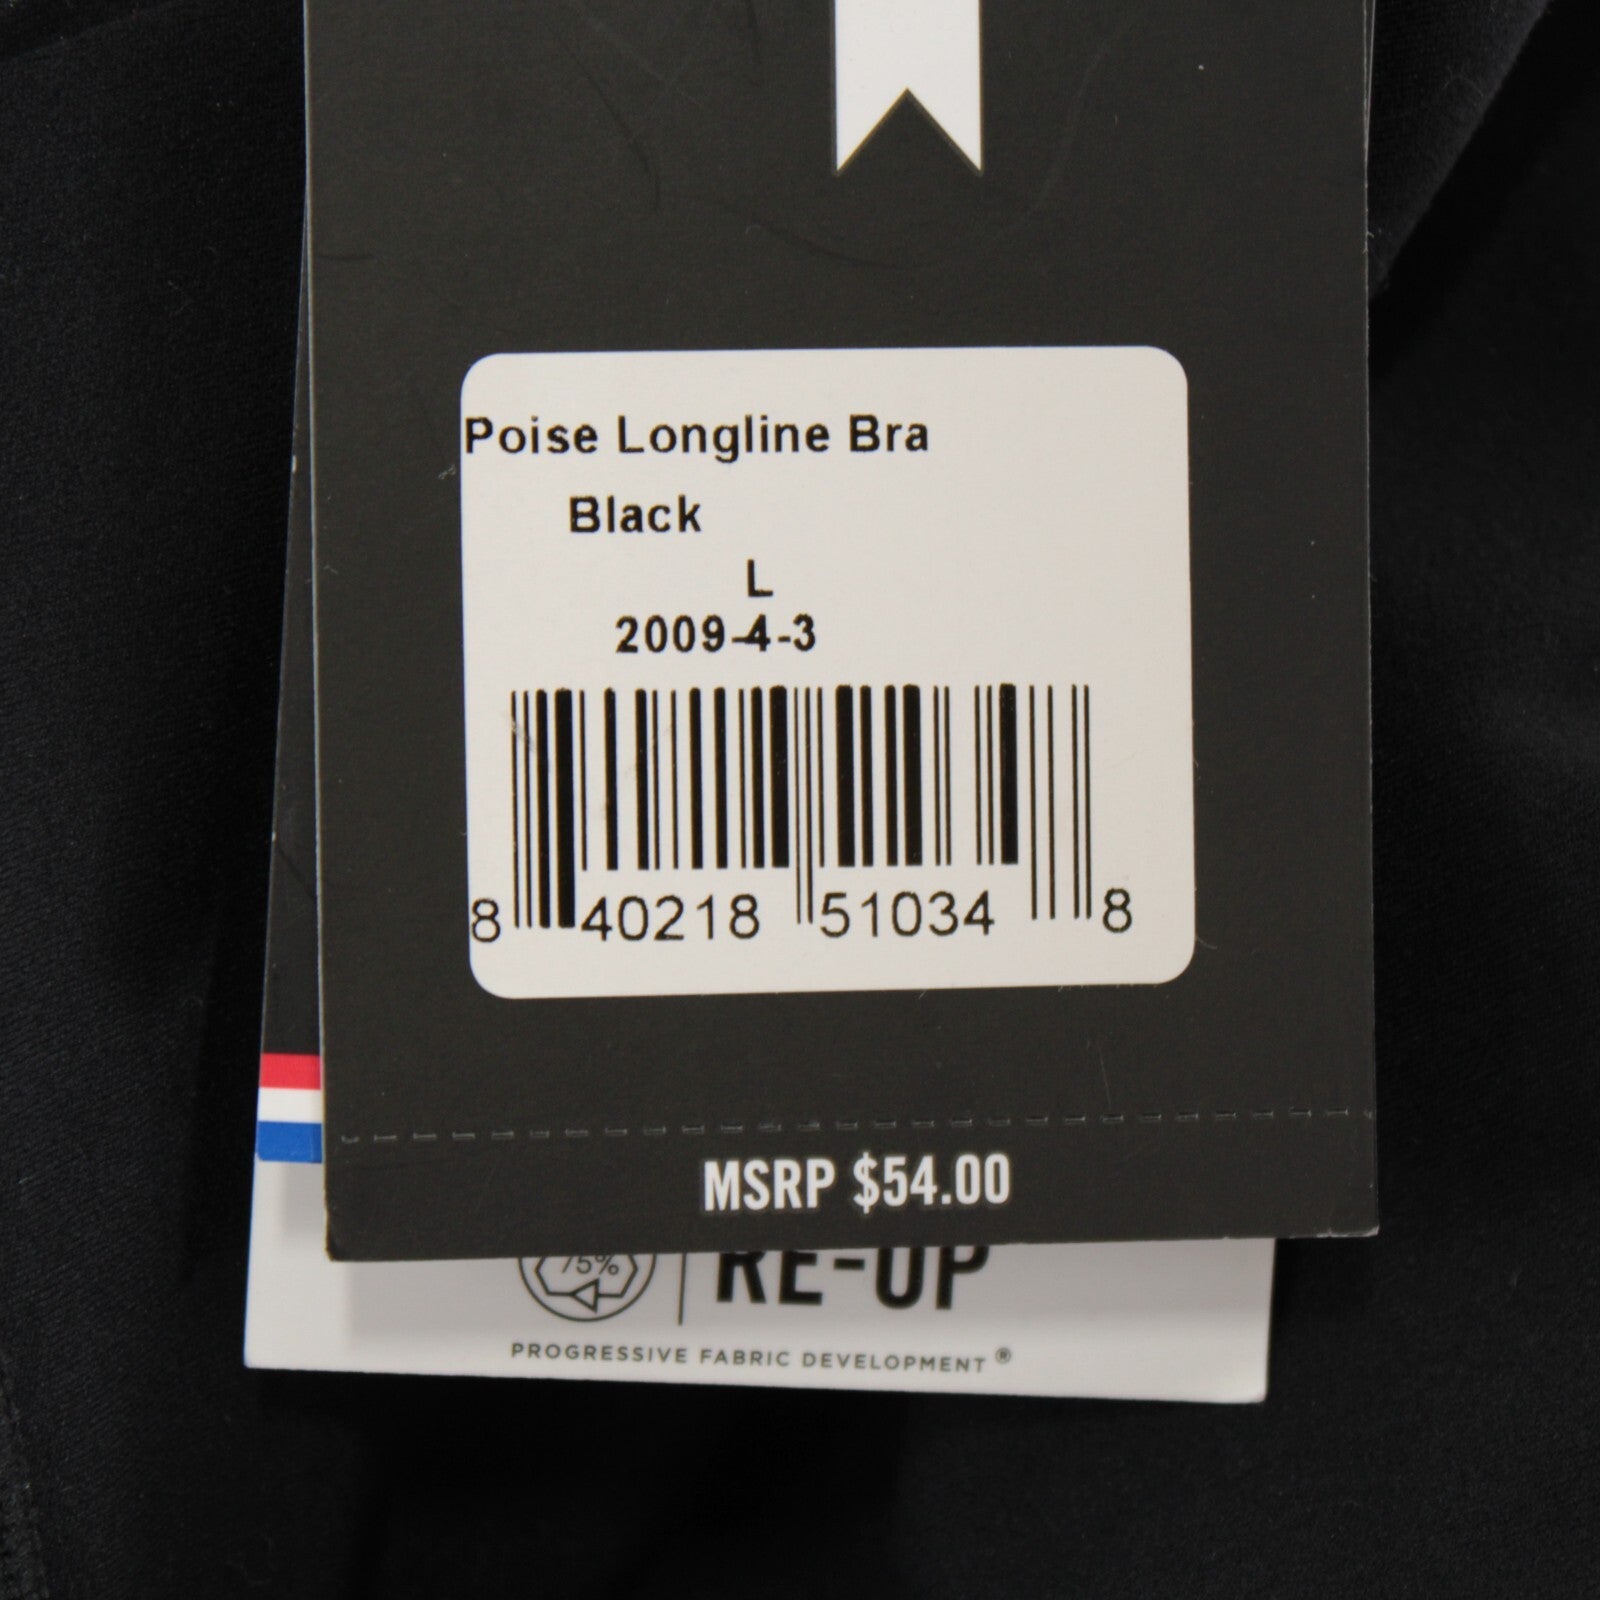 Poise Longline Bra
Black
L
2009-4-3
8 40218 51034 8
MSRP $54.00
75%
RE-UP
PROGRESSIVE FABRIC DEVELOPMENT®